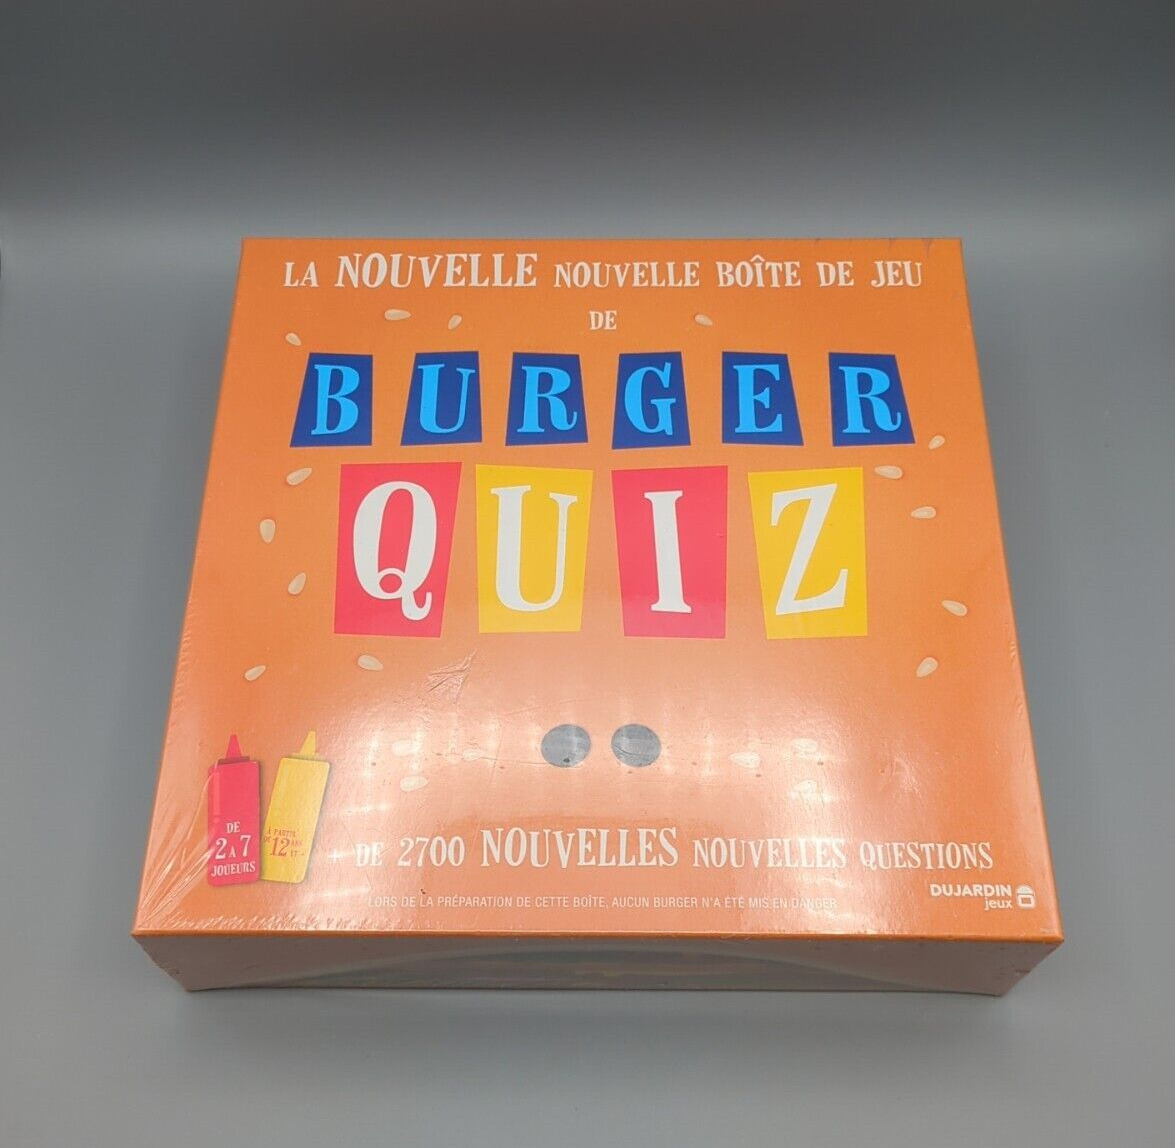 LA NOUVELLE NOUVELLE BOÎTE DE JEU
DE
BURGER
QUIZ
DE
2 À 7
JOUEURS
À PARTIR
DE 12 ANS
+ DE 2700 NOUVELLES NOUVELLES QUESTIONS
DUJARDIN
jeux
LORS DE LA PRÉPARATION DE CETTE BOÎTE, AUCUN BURGER N'A ÉTÉ MIS EN DANGER